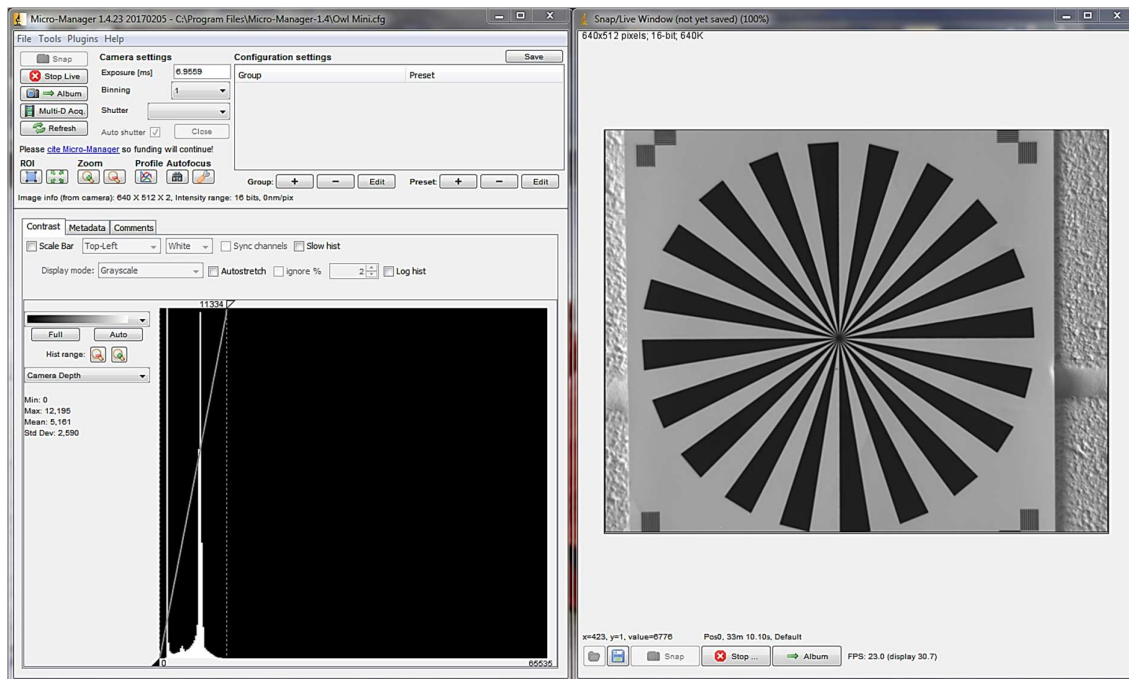 Micro-Manager 1.4.23 20170205 - C:\Program Files\Micro-Manager-1.4\Owl Mini.cfg
File Tools Plugins Help
Snap
Stop Live
Album
Multi-D Acq.
Refresh
Camera settings
Exposure [ms] 6.9559
Binning 1
Shutter
Auto shutter Close
Configuration settings Save
Group Preset
Please cite Micro-Manager so funding will continue!
ROI Zoom Profile Autofocus
Group: + − Edit Preset: + − Edit
Image info (from camera): 640 X 512 X 2, Intensity range: 16 bits, 0nm/pix
Contrast Metadata Comments
Scale Bar Top-Left White Sync channels Slow hist
Display mode: Grayscale Autostretch ignore % 2 Log hist
11334
Full Auto
Hist range:
Camera Depth
Min: 0
Max: 12,195
Mean: 5,161
Std Dev: 2,590
0 65535
Snap/Live Window (not yet saved) (100%)
640x512 pixels; 16-bit; 640K
x=423, y=1, value=6776 Pos0, 33m 10.10s, Default
Snap Stop ... Album FPS: 23.0 (display 30.7)